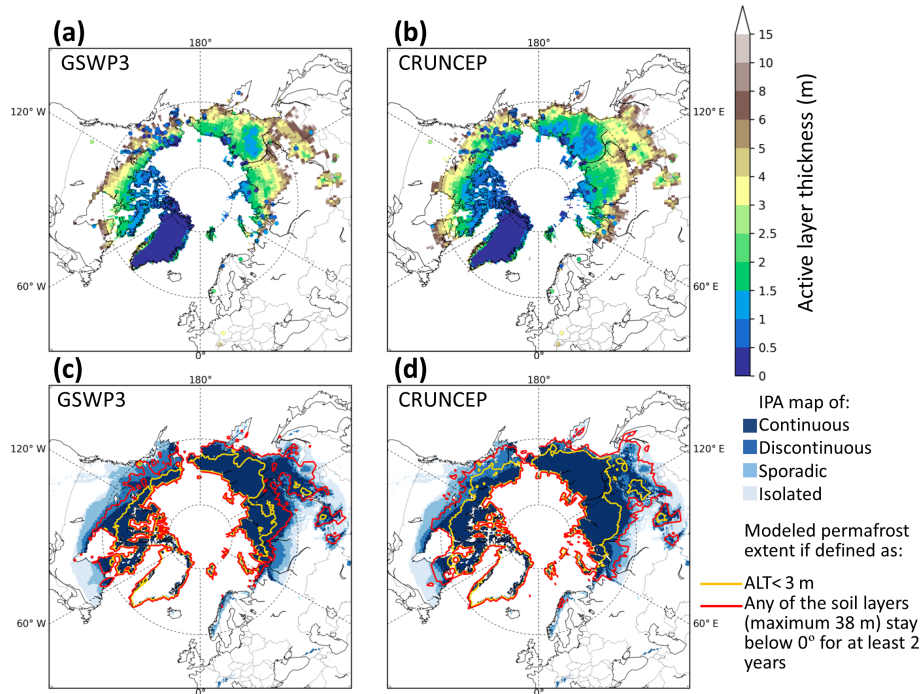 (a)
(b)
180°
180°
GSWP3
CRUNCEP
120° W
120° E
60° W
60° E
0°
0°
15
10
8
6
5
4
3
2.5
2
1.5
1
0.5
0
Active layer thickness (m)
(c)
(d)
180°
180°
GSWP3
CRUNCEP
120° W
120° E
60° W
60° E
0°
0°
IPA map of:
Continuous
Discontinuous
Sporadic
Isolated
Modeled permafrost
extent if defined as:
ALT< 3 m
Any of the soil layers
(maximum 38 m) stay
below 0° for at least 2
years